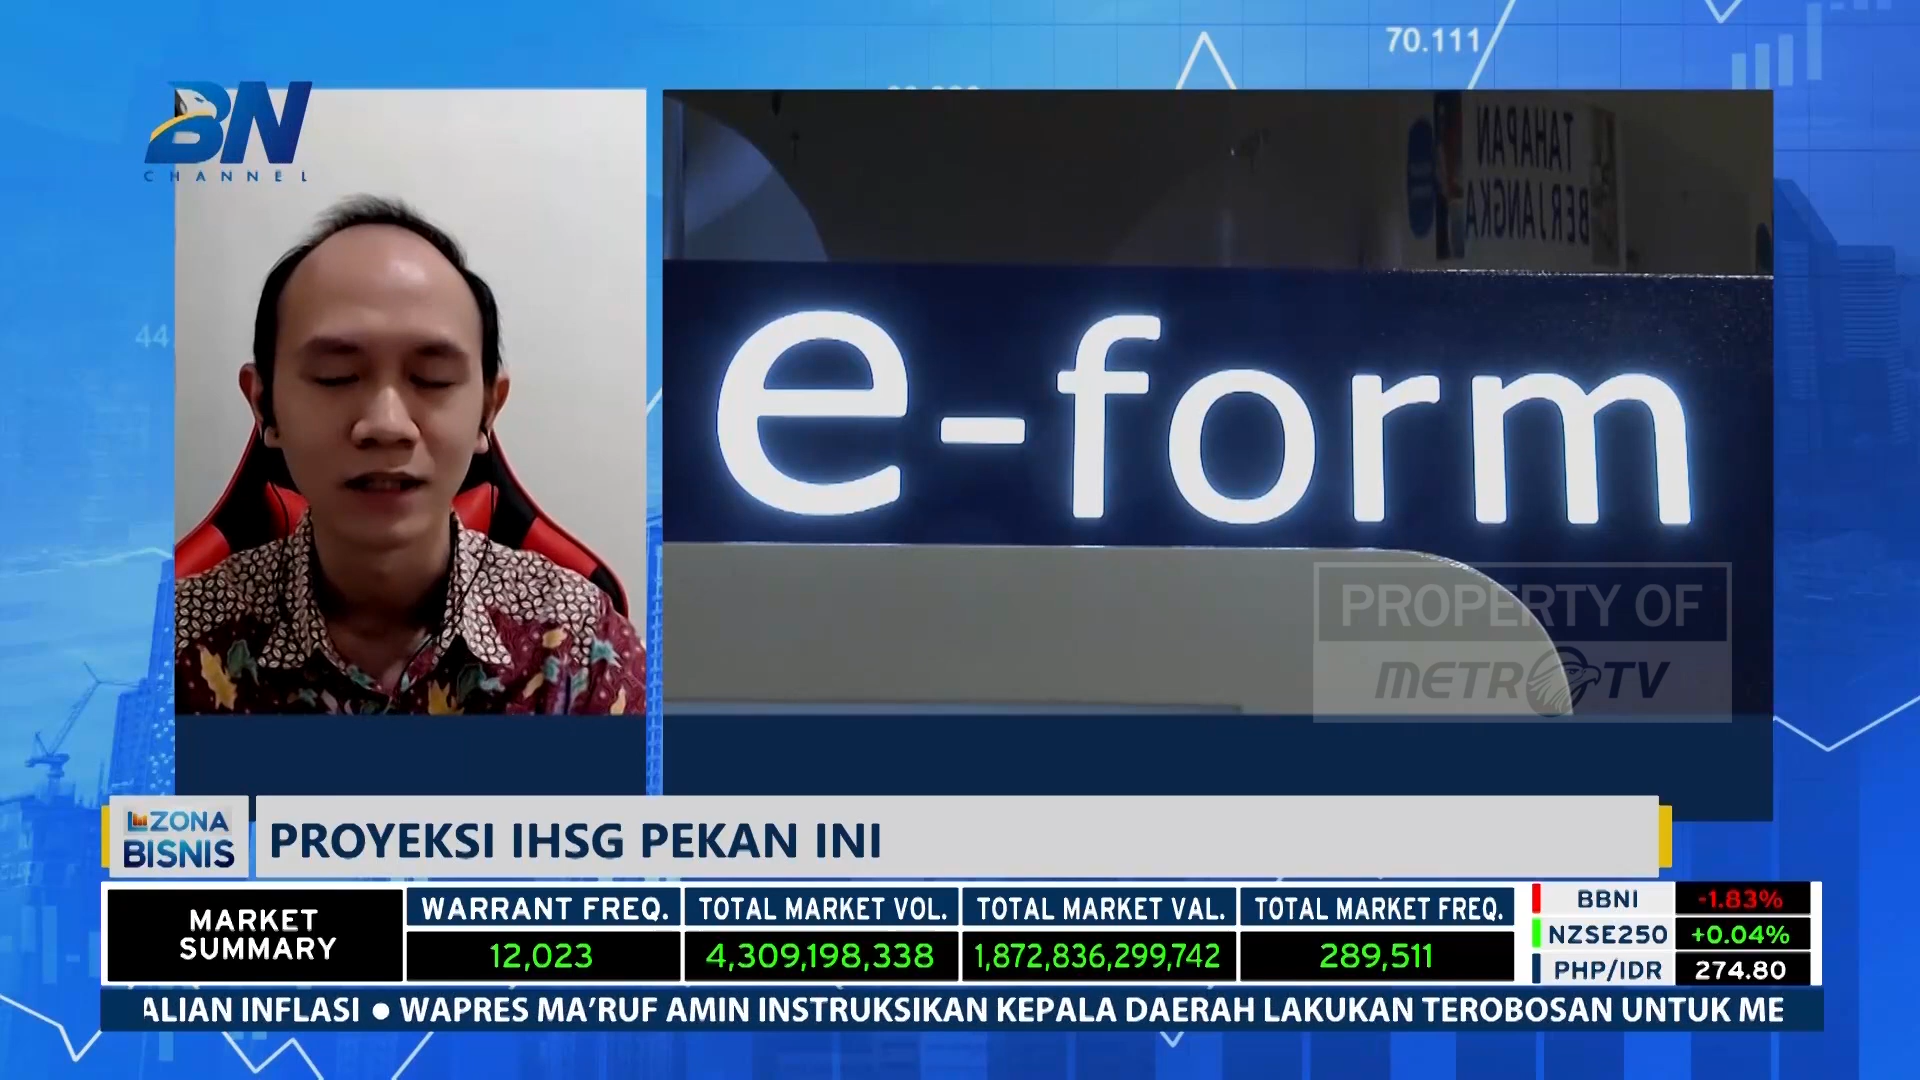 70.111
BN
CHANNEL
44
TAHAPAN
BERJANGKA
e-form
PROPERTY OF
METRO TV
ZONA
BISNIS
PROYEKSI IHSG PEKAN INI
MARKET
SUMMARY
WARRANT FREQ.
12,023
TOTAL MARKET VOL.
4,309,198,338
TOTAL MARKET VAL.
1,872,836,299,742
TOTAL MARKET FREQ.
289,511
BBNI -1.83%
NZSE250 +0.04%
PHP/IDR 274.80
ALIAN INFLASI ● WAPRES MA’RUF AMIN INSTRUKSIKAN KEPALA DAERAH LAKUKAN TEROBOSAN UNTUK ME